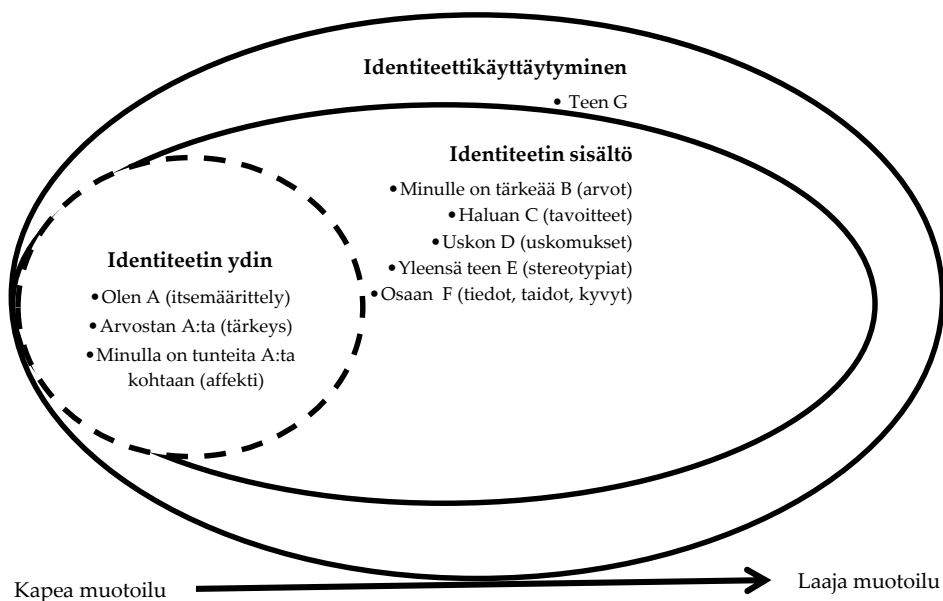 Identiteettikäyttäytyminen
• Teen G
Identiteetin sisältö
•Minulle on tärkeää B (arvot)
•Haluan C (tavoitteet)
•Uskon D (uskomukset)
•Yleensä teen E (stereotypiat)
•Osaan F (tiedot, taidot, kyvyt)
Identiteetin ydin
•Olen A (itsemäärittely)
•Arvostan A:ta (tärkeys)
•Minulla on tunteita A:ta
kohtaan (affekti)
Kapea muotoilu
Laaja muotoilu